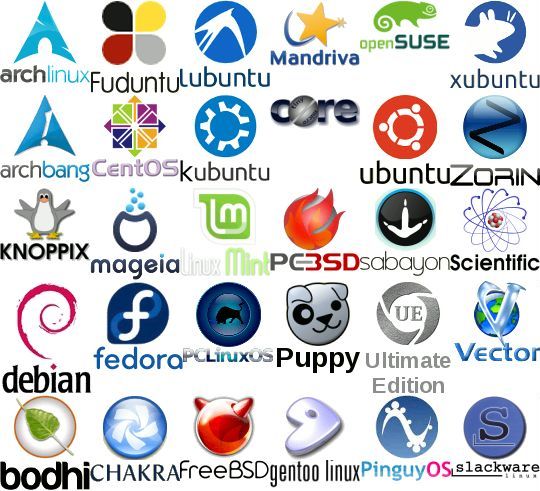 archlinux
Fuduntu
Lubuntu
Mandriva
openSUSE
xubuntu
archbang
CentOS
kubuntu
tiny
core
ubuntu
ZORIN
KNOPPIX
mageia
linux Mint
PCBSD
sabayon
Scientific
debian
fedora
PCLinuxOS
Puppy
UE
Ultimate
Edition
Vector
bodhi
CHAKRA
FreeBSD
gentoo linux
PinguyOS
S
slackware
linux